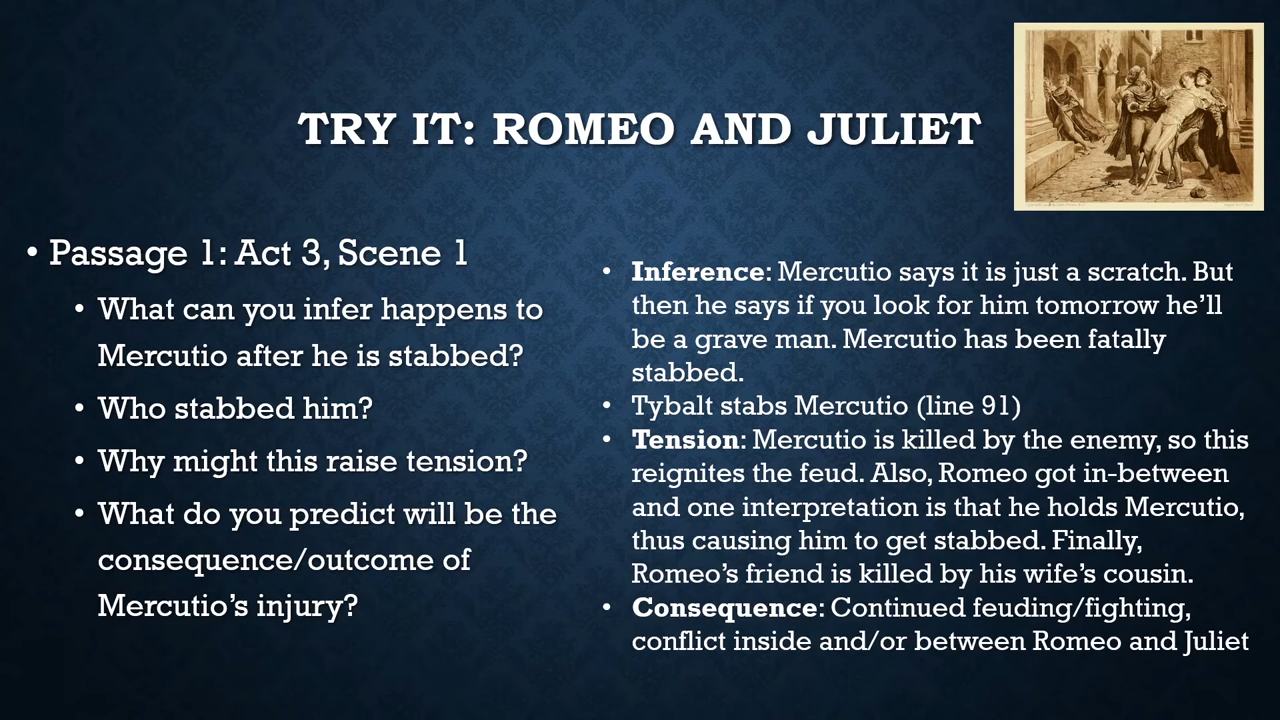 TRY IT: ROMEO AND JULIET
• Passage 1: Act 3, Scene 1
• What can you infer happens to
Mercutio after he is stabbed?
• Who stabbed him?
• Why might this raise tension?
• What do you predict will be the
consequence/outcome of
Mercutio's injury?
• Inference: Mercutio says it is just a scratch. But
then he says if you look for him tomorrow he'll
be a grave man. Mercutio has been fatally
stabbed.
• Tybalt stabs Mercutio (line 91)
• Tension: Mercutio is killed by the enemy, so this
reignites the feud. Also, Romeo got in-between
and one interpretation is that he holds Mercutio,
thus causing him to get stabbed. Finally,
Romeo's friend is killed by his wife's cousin.
• Consequence: Continued feuding/fighting,
conflict inside and/or between Romeo and Juliet